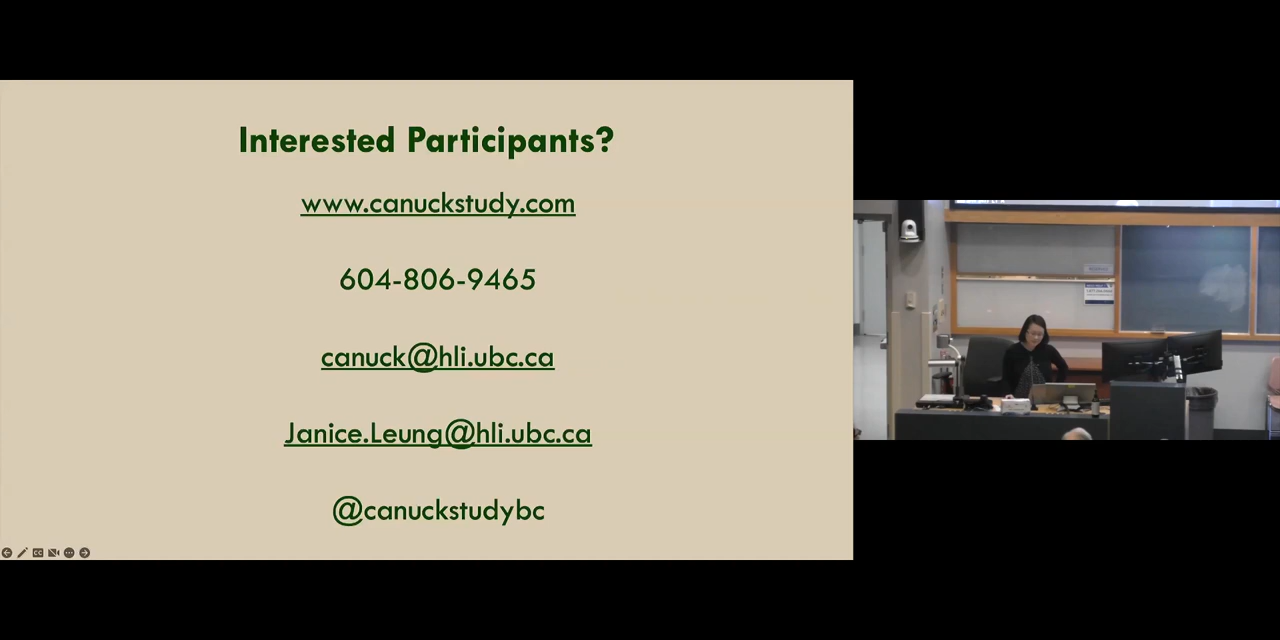 Interested Participants?
www.canuckstudy.com
604-806-9465
canuck@hli.ubc.ca
Janice.Leung@hli.ubc.ca
@canuckstudybc